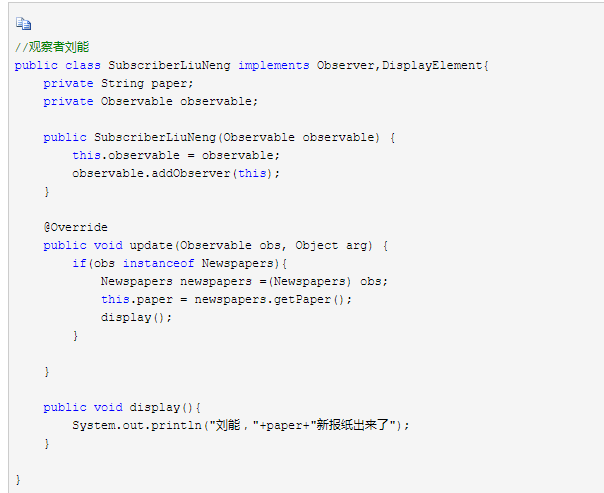 //观察者刘能
public class SubscriberLiuNeng implements Observer,DisplayElement{
    private String paper;
    private Observable observable;

    public SubscriberLiuNeng(Observable observable) {
        this.observable = observable;
        observable.addObserver(this);
    }

    @Override
    public void update(Observable obs, Object arg) {
        if(obs instanceof Newspapers){
            Newspapers newspapers =(Newspapers) obs;
            this.paper = newspapers.getPaper();
            display();
        }

    }

    public void display(){
        System.out.println("刘能，"+paper+"新报纸出来了");
    }

}